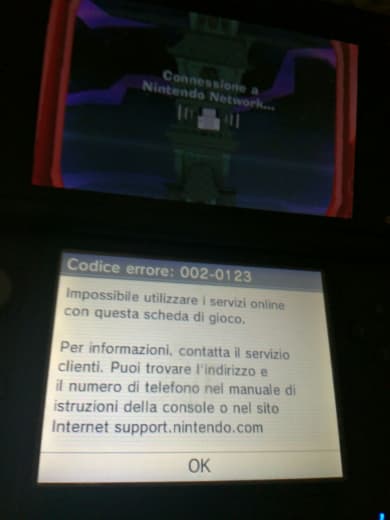 Connessione a
Nintendo Network...
Codice errore: 002-0123
Impossibile utilizzare i servizi online
con questa scheda di gioco.
Per informazioni, contatta il servizio
clienti. Puoi trovare l'indirizzo e
il numero di telefono nel manuale di
istruzioni della console o nel sito
Internet support.nintendo.com
OK